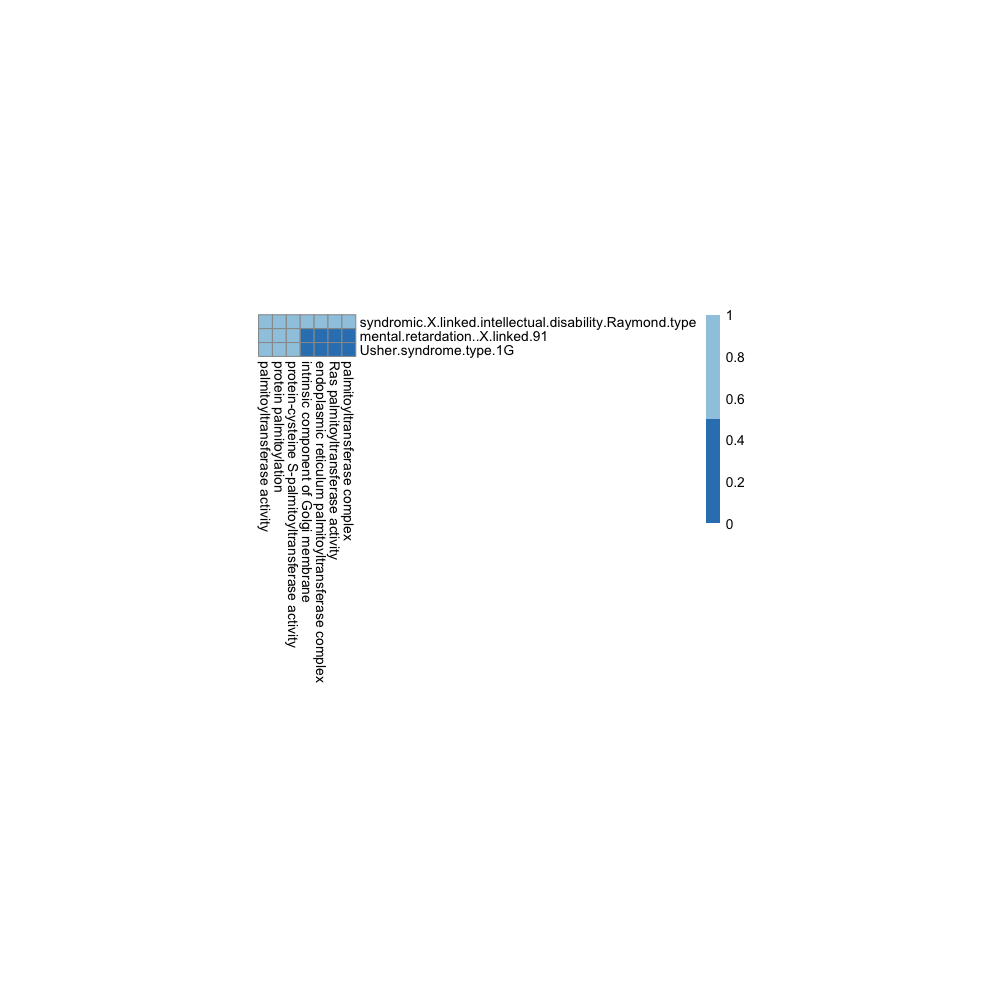 syndromic.X.linked.intellectual.disability.Raymond.type
mental.retardation..X.linked.91
Usher.syndrome.type.1G
palmitoyltransferase activity
protein palmitoylation
protein-cysteine S-palmitoyltransferase activity
intrinsic component of Golgi membrane
endoplasmic reticulum palmitoyltransferase complex
Ras palmitoyltransferase activity
palmitoyltransferase complex
1
0.8
0.6
0.4
0.2
0